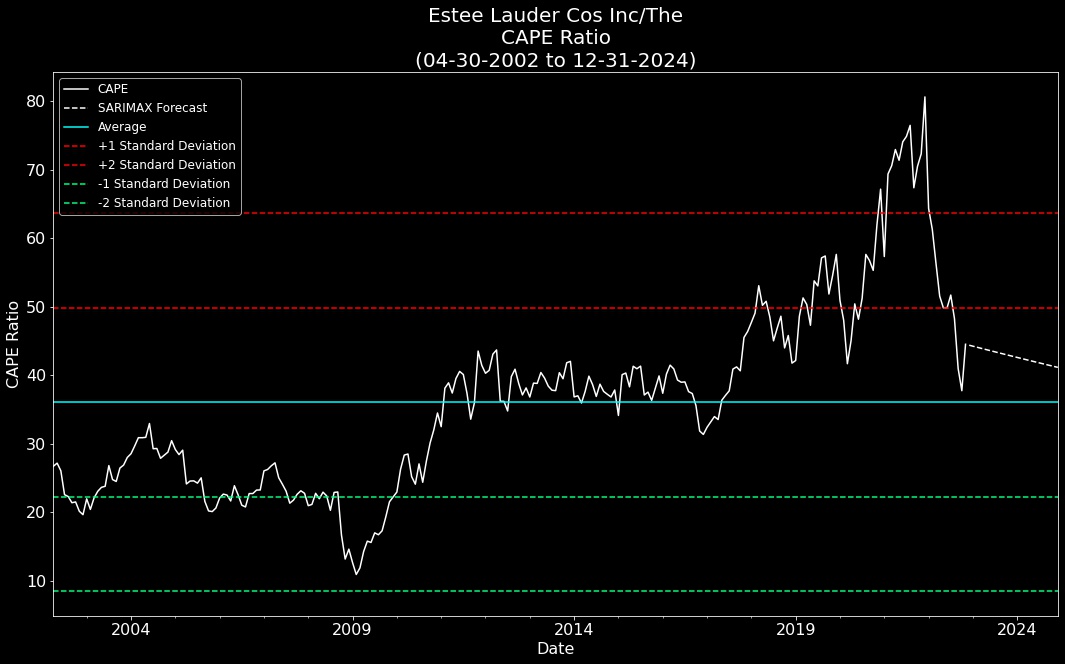 Estee Lauder Cos Inc/The
CAPE Ratio
(04-30-2002 to 12-31-2024)
CAPE
SARIMAX Forecast
Average
+1 Standard Deviation
+2 Standard Deviation
-1 Standard Deviation
-2 Standard Deviation
80
70
60
50
40
30
20
10
CAPE Ratio
2004
2009
2014
2019
2024
Date